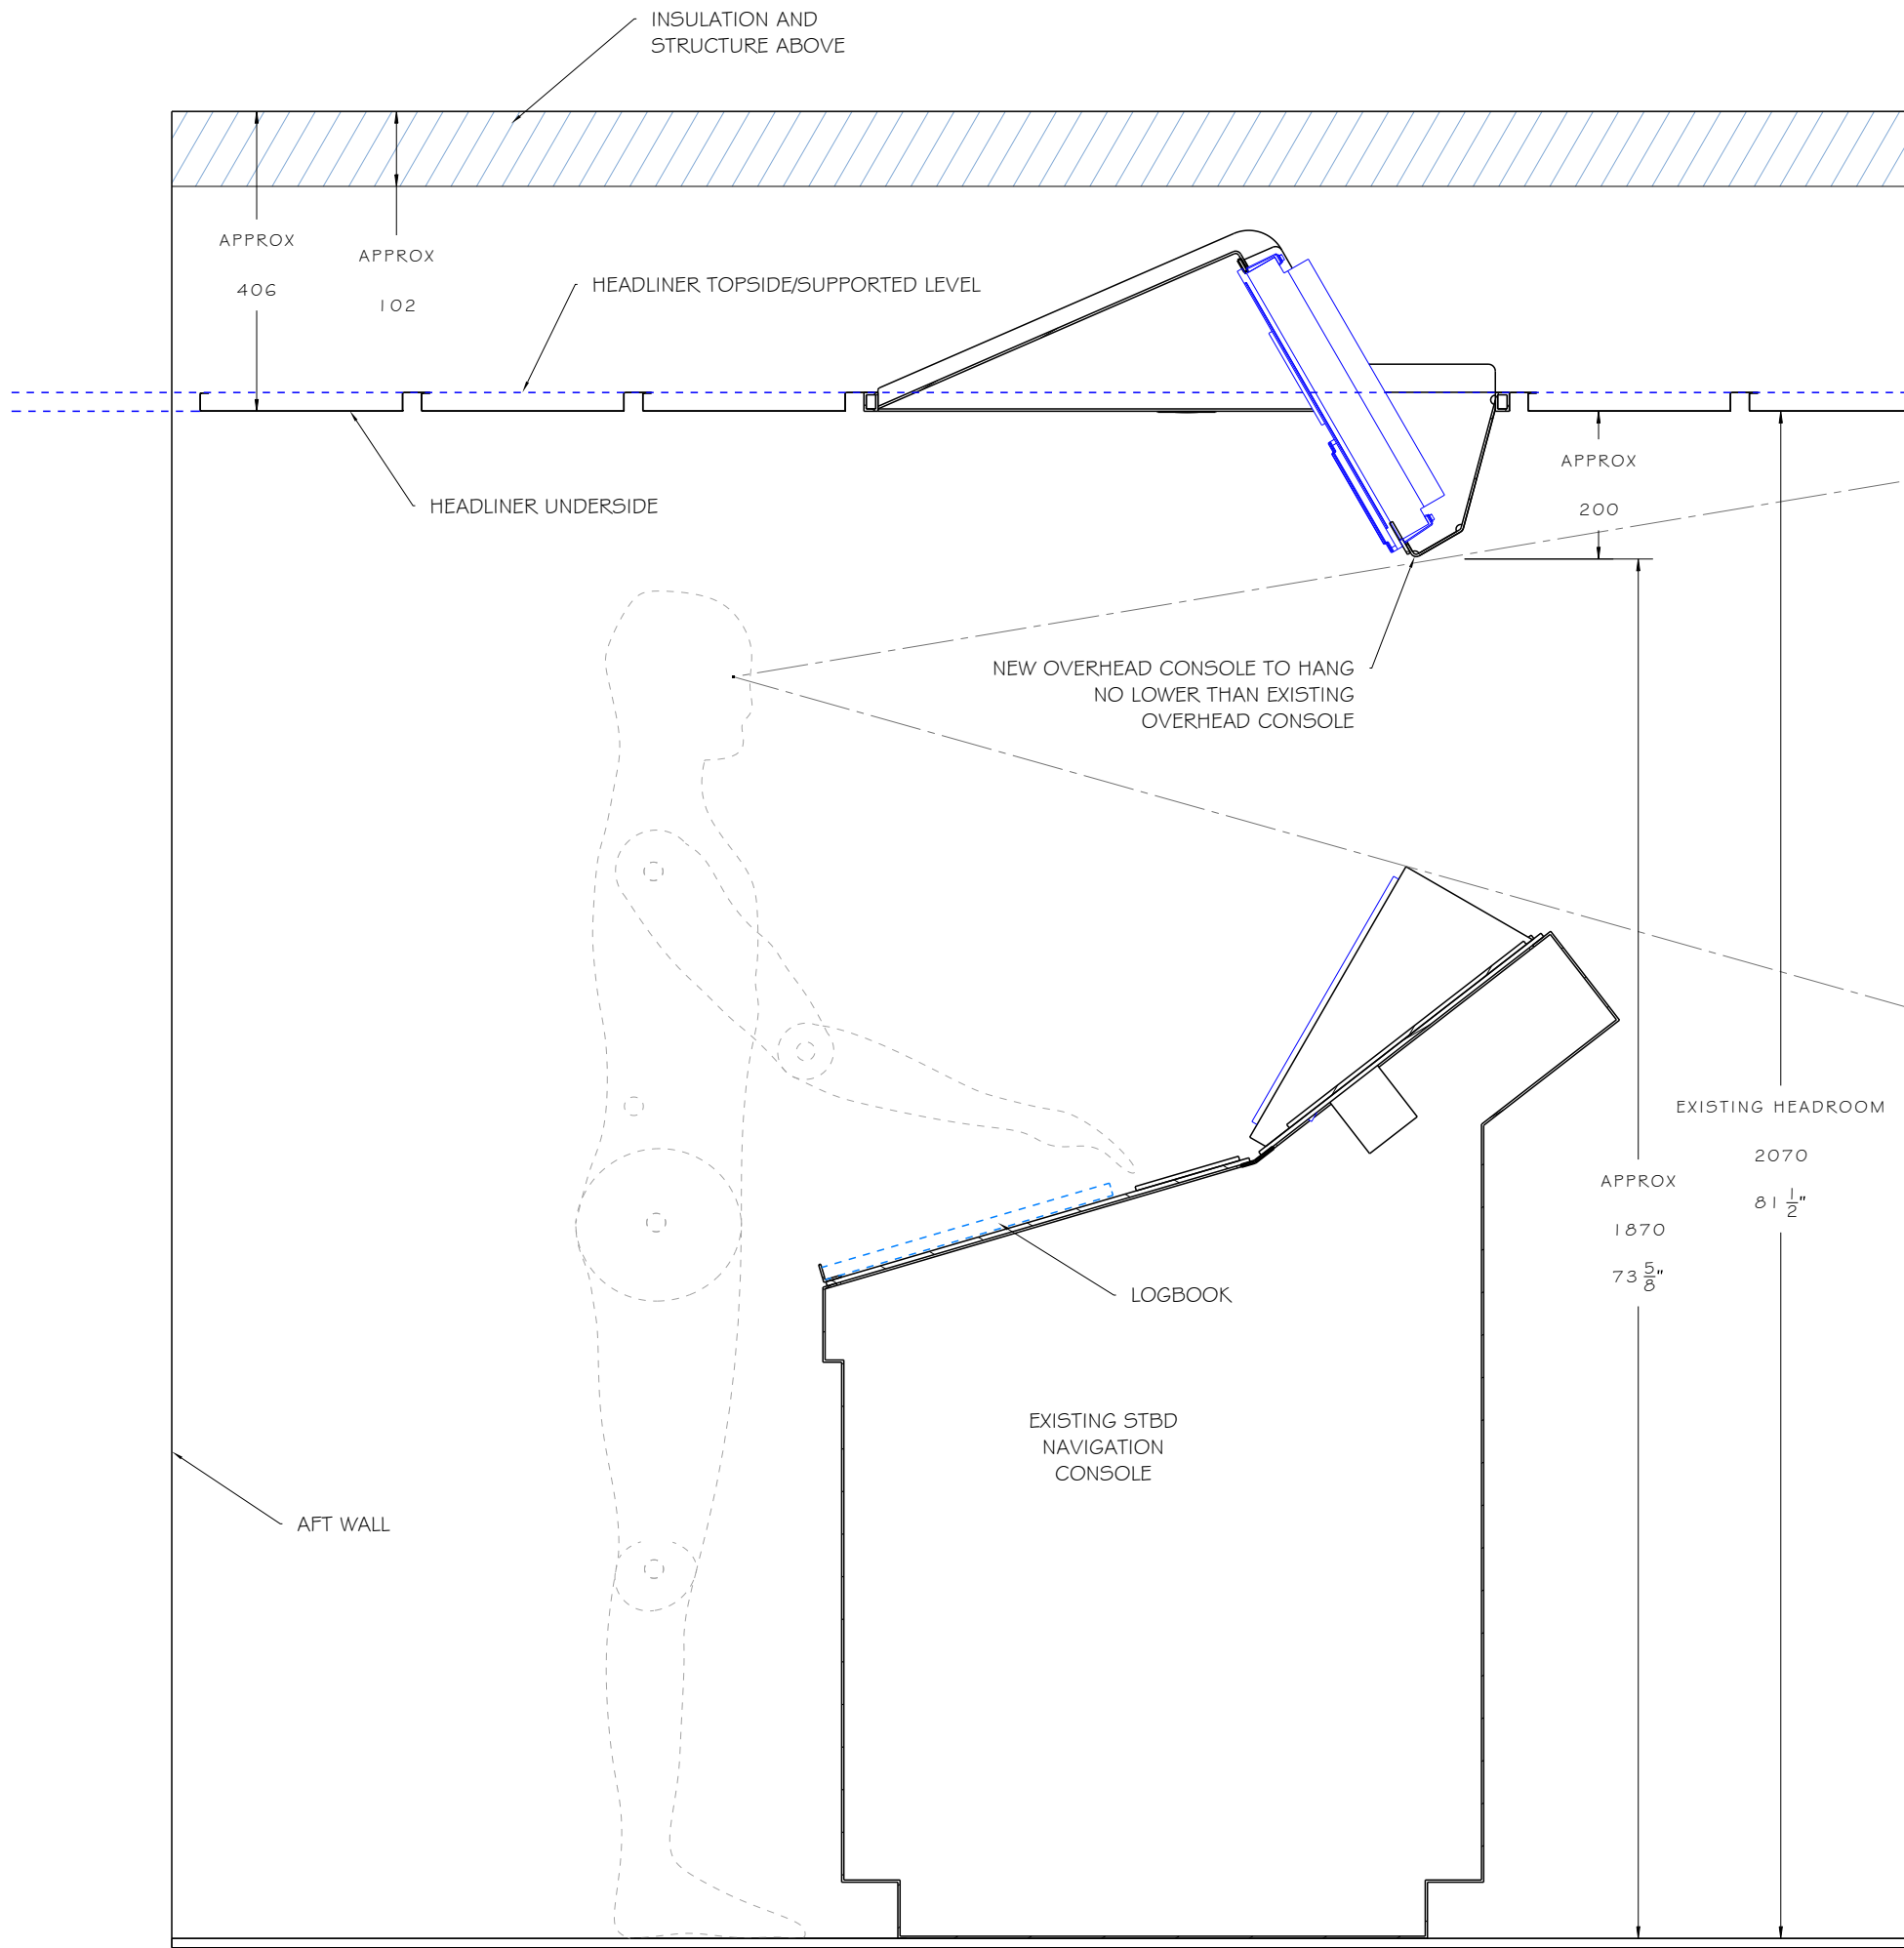 INSULATION AND
STRUCTURE ABOVE
APPROX
406
APPROX
102
HEADLINER TOPSIDE/SUPPORTED LEVEL
HEADLINER UNDERSIDE
APPROX
200
NEW OVERHEAD CONSOLE TO HANG
NO LOWER THAN EXISTING
OVERHEAD CONSOLE
EXISTING HEADROOM
2070
81 1/2"
APPROX
1870
73 5/8"
LOGBOOK
EXISTING STBD
NAVIGATION
CONSOLE
AFT WALL